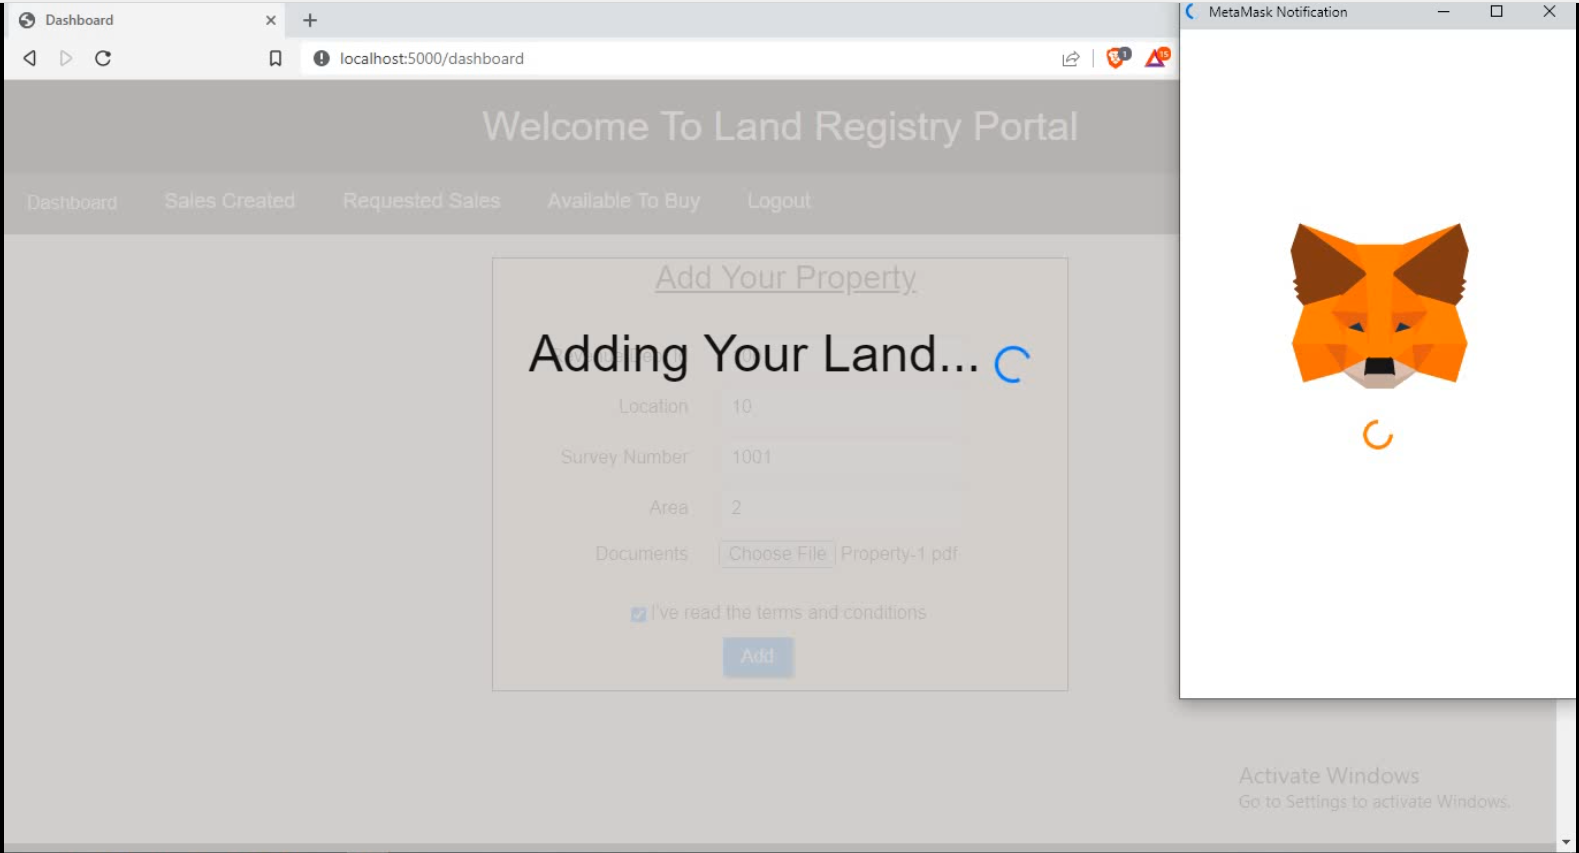 Dashboard
MetaMask Notification
localhost:5000/dashboard
1
15
Welcome To Land Registry Portal
Dashboard
Sales Created
Requested Sales
Available To Buy
Logout
Add Your Property
Adding Your Land...
Location
10
Survey Number
1001
Area
2
Documents
Choose File
Property-1.pdf
I've read the terms and conditions
Add
Activate Windows
Go to Settings to activate Windows.